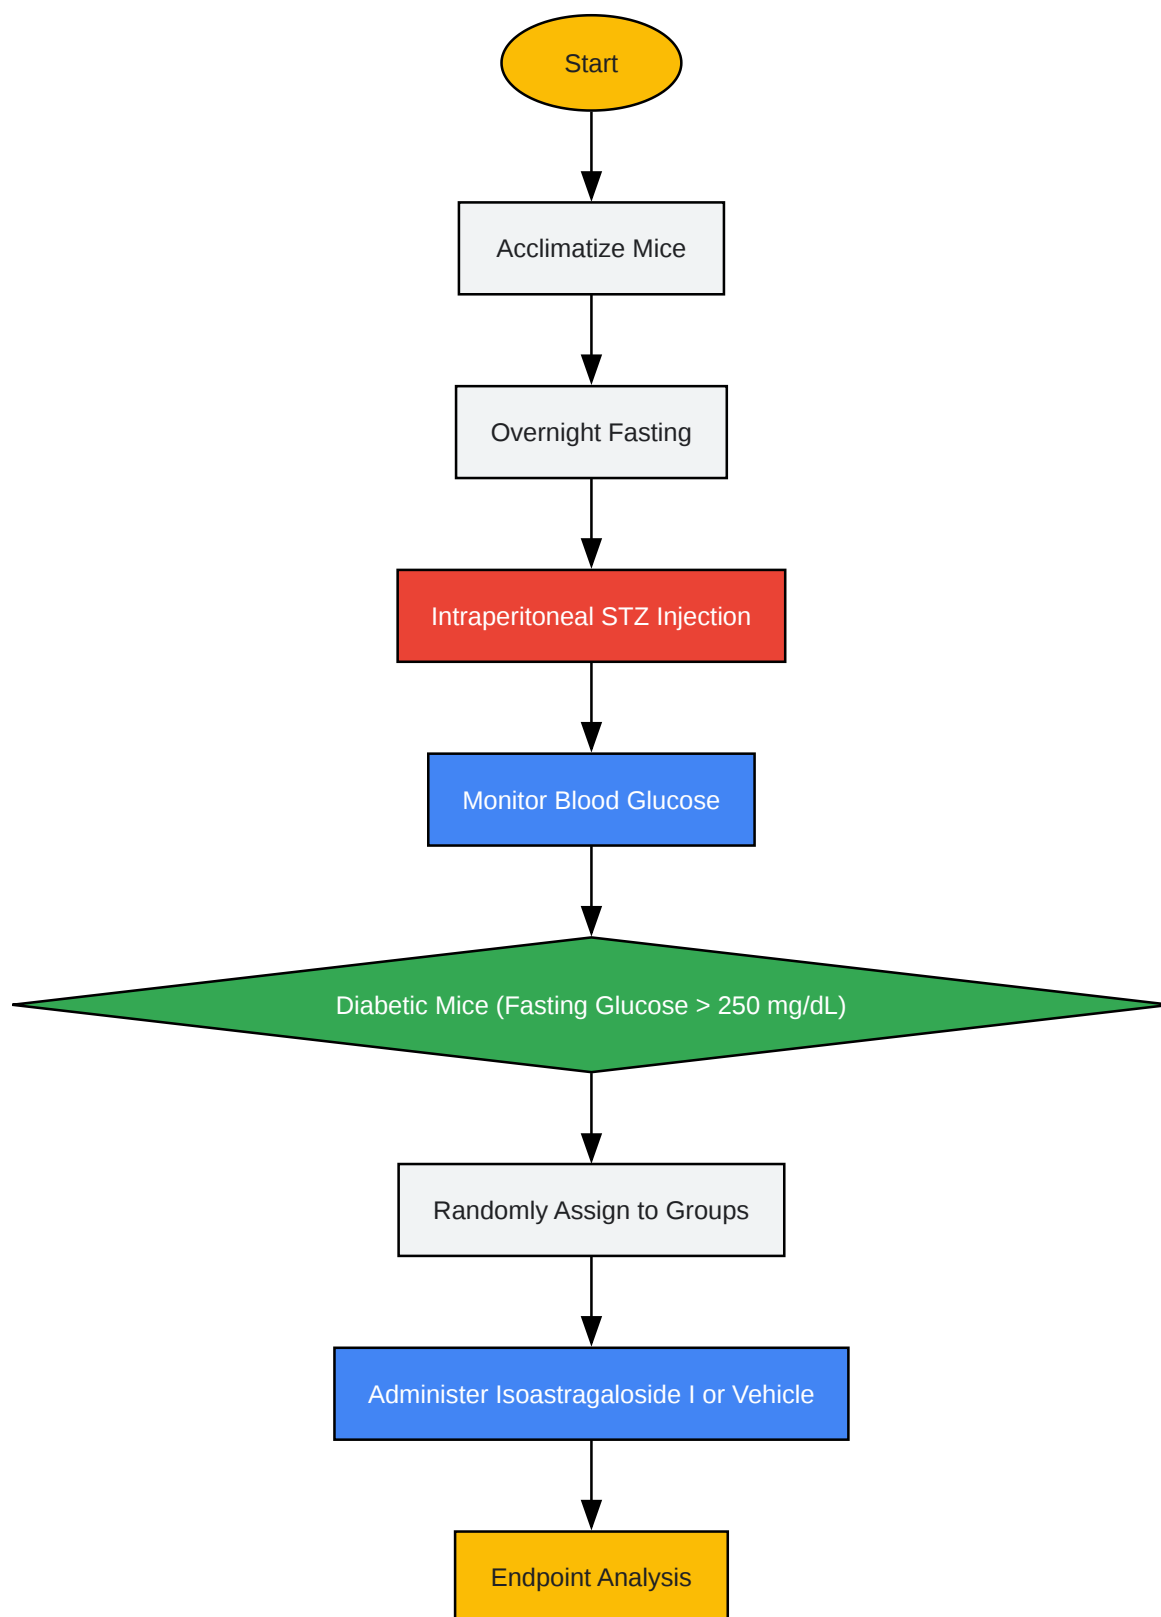 Start
Acclimatize Mice
Overnight Fasting
Intraperitoneal STZ Injection
Monitor Blood Glucose
Diabetic Mice (Fasting Glucose > 250 mg/dL)
Randomly Assign to Groups
Administer Isoastragaloside I or Vehicle
Endpoint Analysis